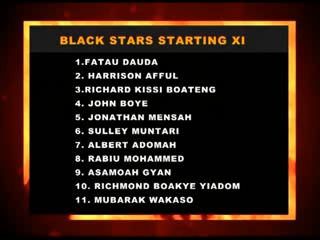 BLACK STARS STARTING XI
1.FATAU DAUDA
2. HARRISON AFFUL
3.RICHARD KISSI BOATENG
4. JOHN BOYE
5. JONATHAN MENSAH
6. SULLEY MUNTARI
7. ALBERT ADOMAH
8. RABIU MOHAMMED
9. ASAMOAH GYAN
10. RICHMOND BOAKYE YIADOM
11. MUBARAK WAKASO